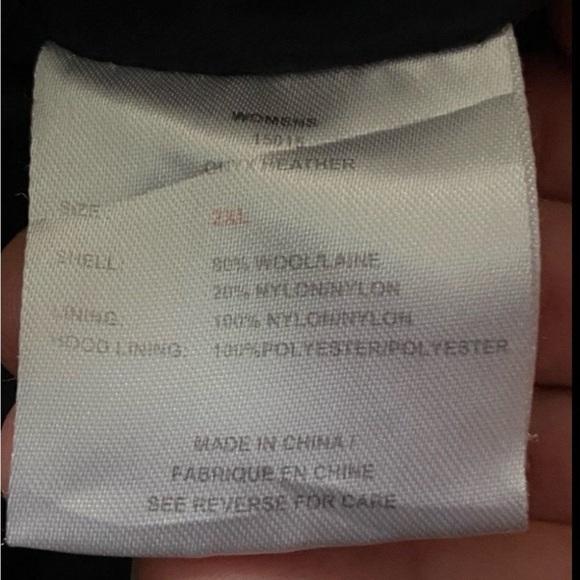 WOMENS
ONYX HEATHER
SIZE: 2XL
SHELL: 80% WOOL/LAINE
20% NYLON/NYLON
LINING: 100% NYLON/NYLON
HOOD LINING: 100%POLYESTER/POLYESTER
MADE IN CHINA /
FABRIQUE EN CHINE
SEE REVERSE FOR CARE